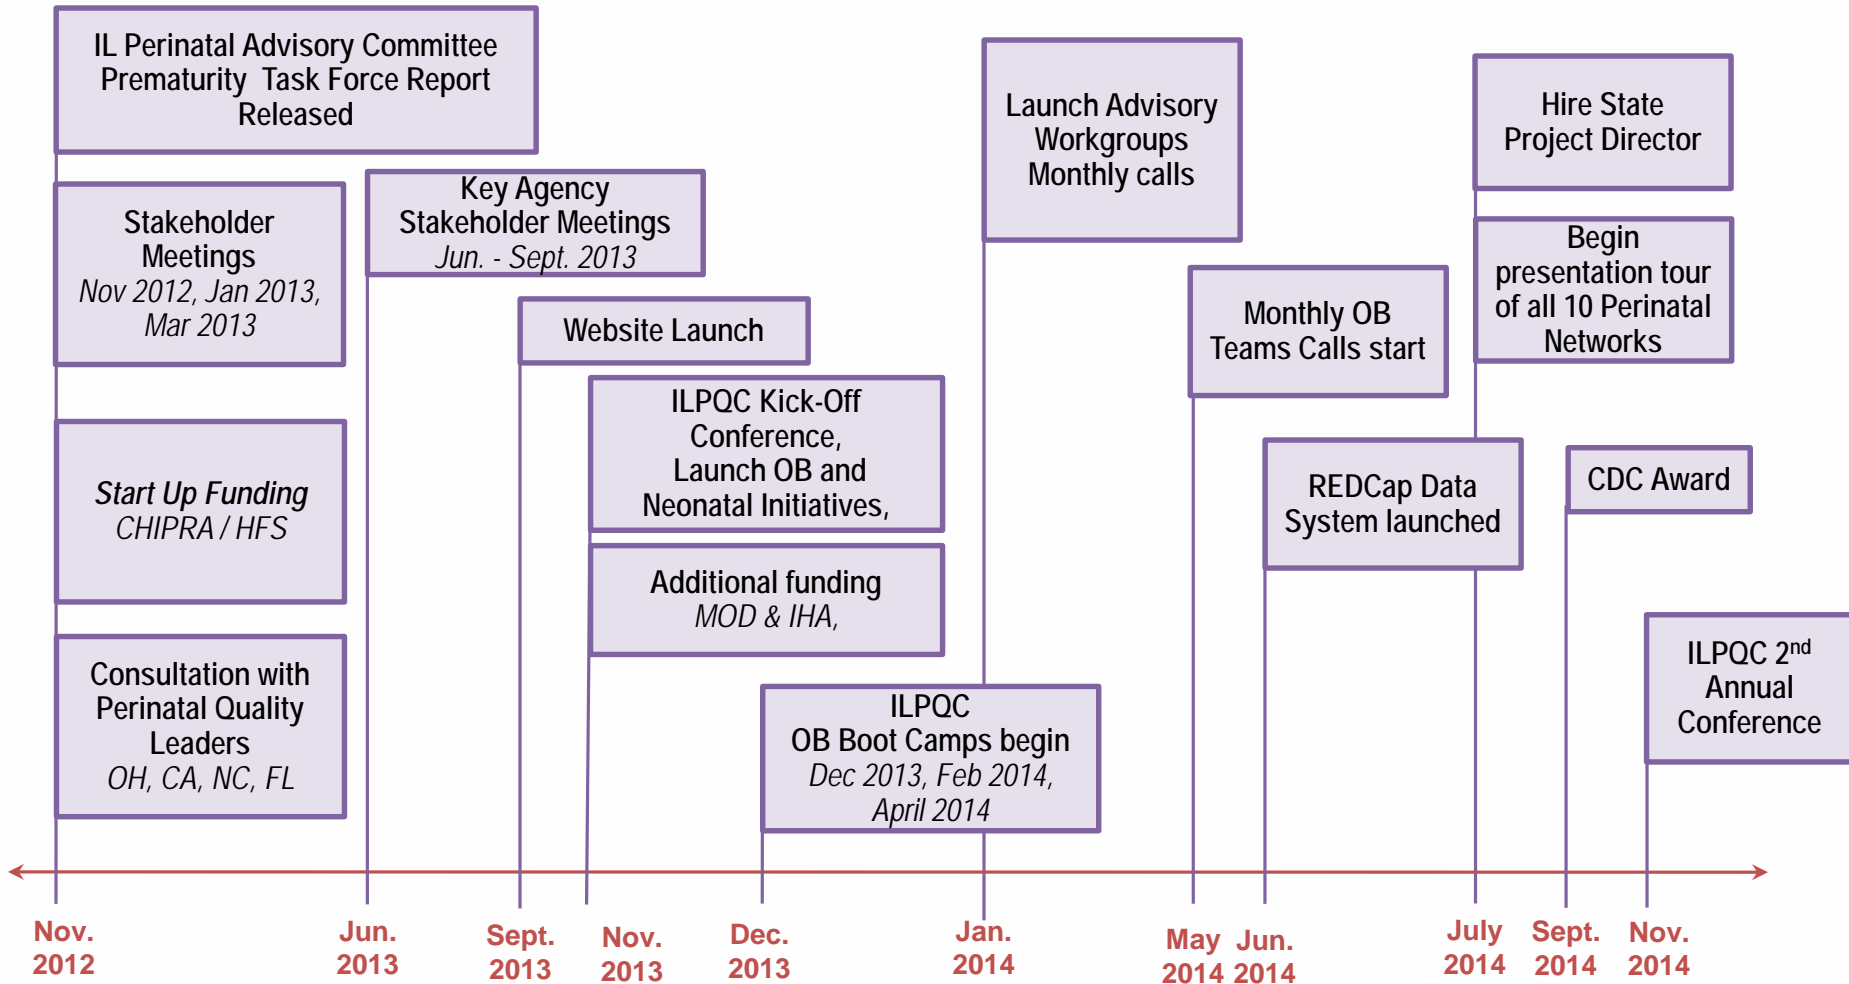 IL Perinatal Advisory Committee
Prematurity Task Force Report
Released
Stakeholder
Meetings
Nov 2012, Jan 2013,
Mar 2013
Start Up Funding
CHIPRA / HFS
Consultation with
Perinatal Quality
Leaders
OH, CA, NC, FL
Key Agency
Stakeholder Meetings
Jun. - Sept. 2013
Website Launch
ILPQC Kick-Off
Conference,
Launch OB and
Neonatal Initiatives,
Additional funding
MOD & IHA,
ILPQC
OB Boot Camps begin
Dec 2013, Feb 2014,
April 2014
Launch Advisory
Workgroups
Monthly calls
Monthly OB
Teams Calls start
REDCap Data
System launched
Hire State
Project Director
Begin
presentation tour
of all 10 Perinatal
Networks
CDC Award
ILPQC 2nd
Annual
Conference
Nov.
2012
Jun.
2013
Sept.
2013
Nov.
2013
Dec.
2013
Jan.
2014
May
2014
Jun.
2014
July
2014
Sept.
2014
Nov.
2014